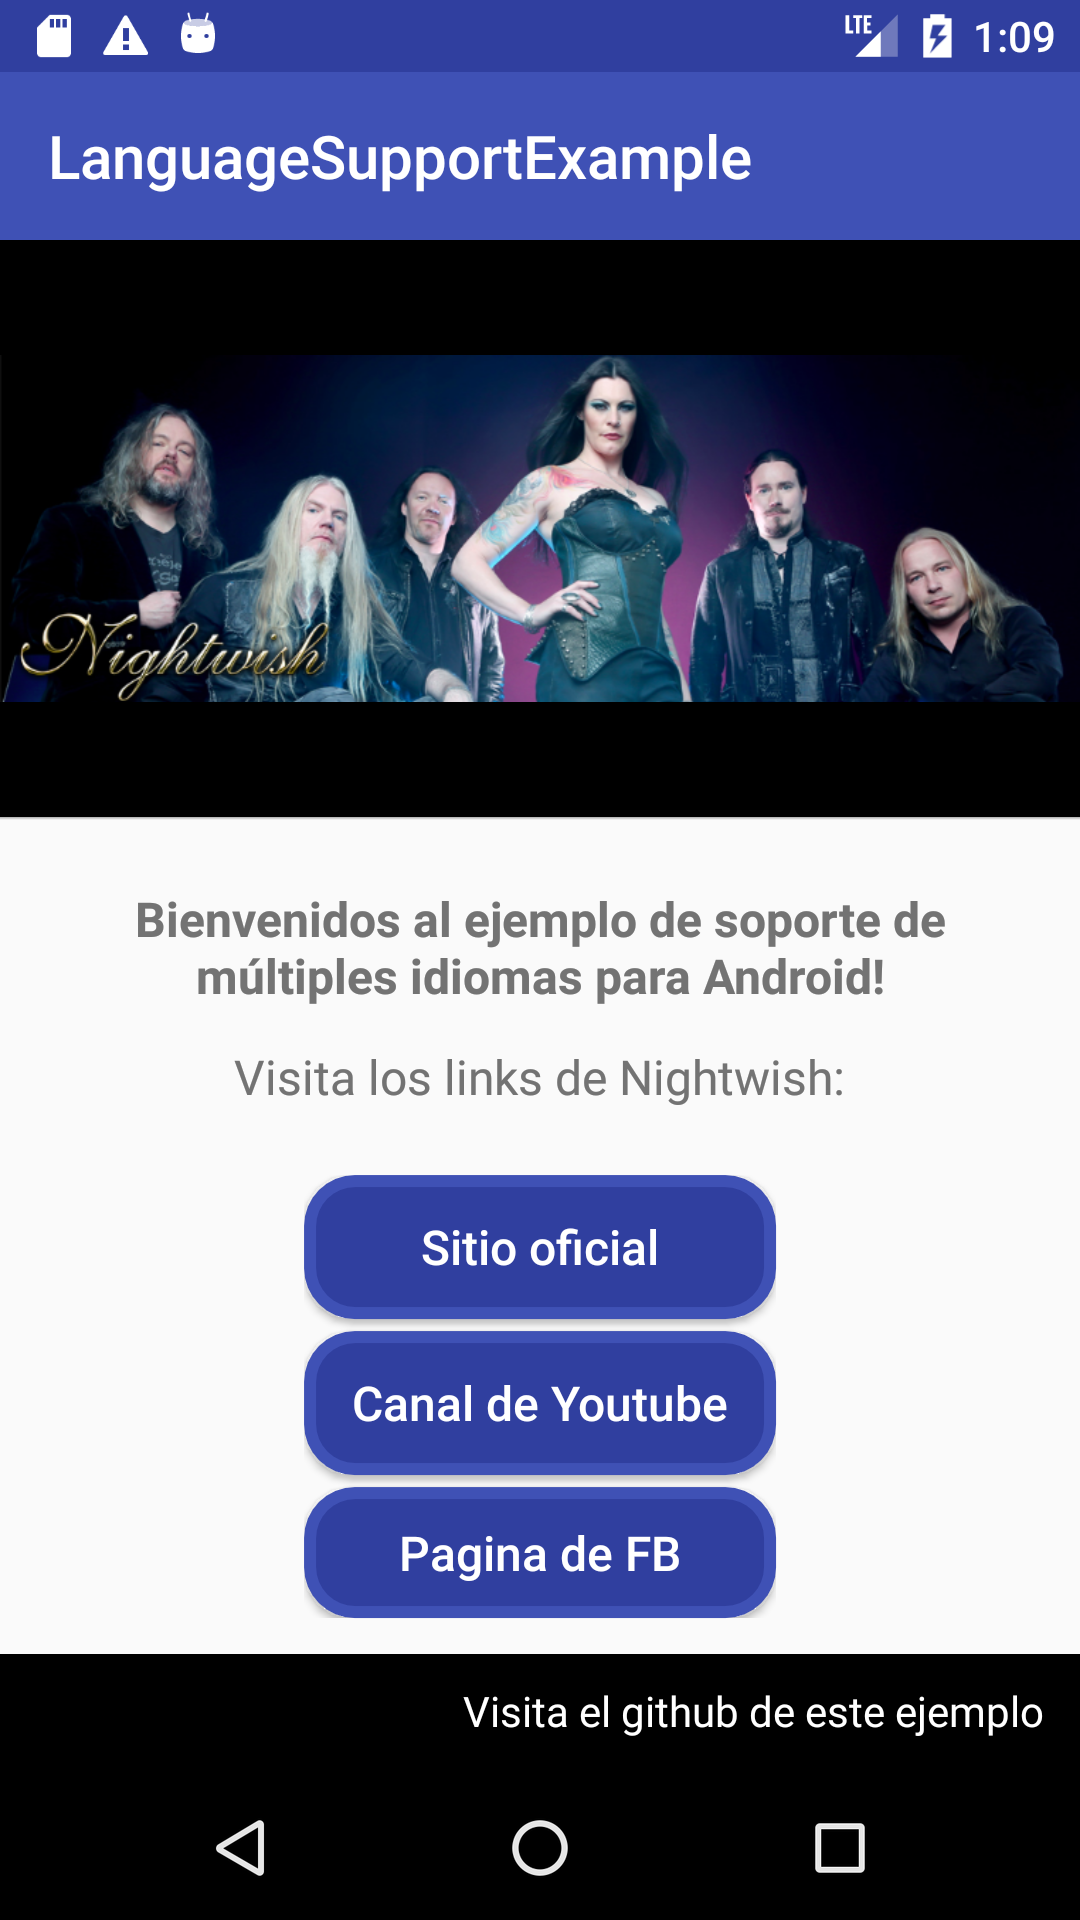 LTE 1:09
LanguageSupportExample
Nightwish
Bienvenidos al ejemplo de soporte de
múltiples idiomas para Android!
Visita los links de Nightwish:
Sitio oficial
Canal de Youtube
Pagina de FB
Visita el github de este ejemplo